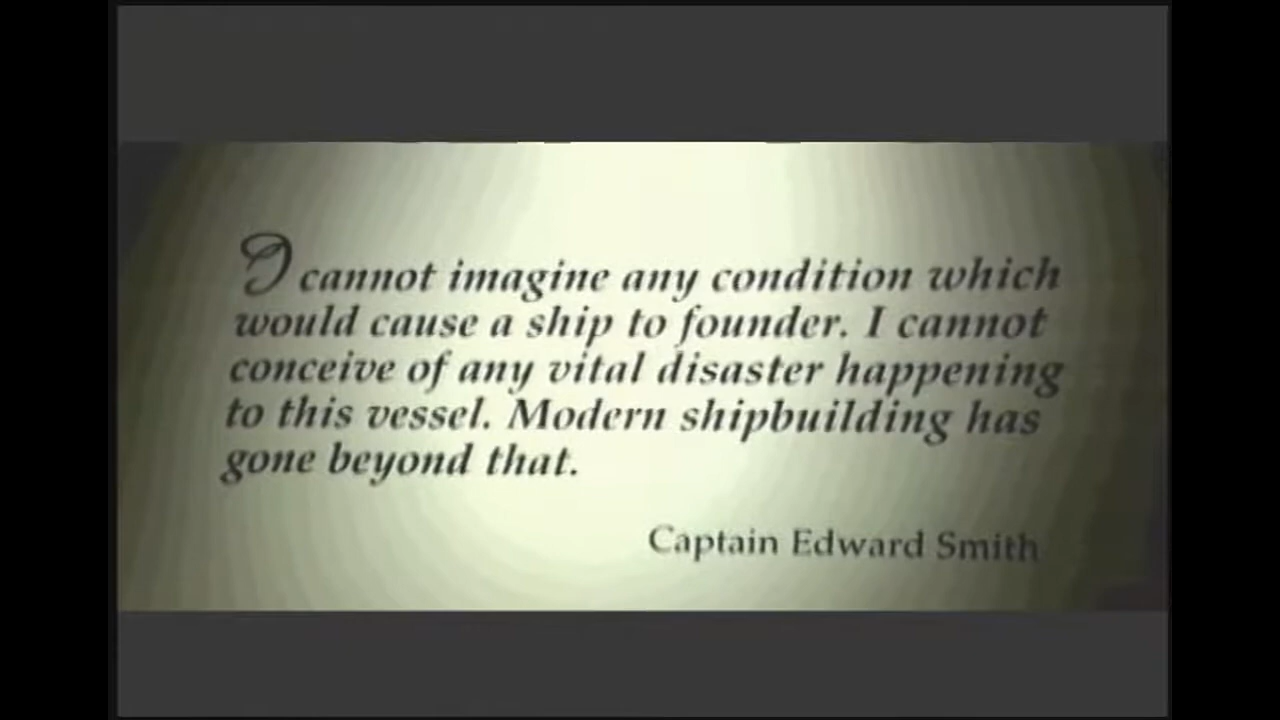 I cannot imagine any condition which
would cause a ship to founder. I cannot
conceive of any vital disaster happening
to this vessel. Modern shipbuilding has
gone beyond that.
Captain Edward Smith